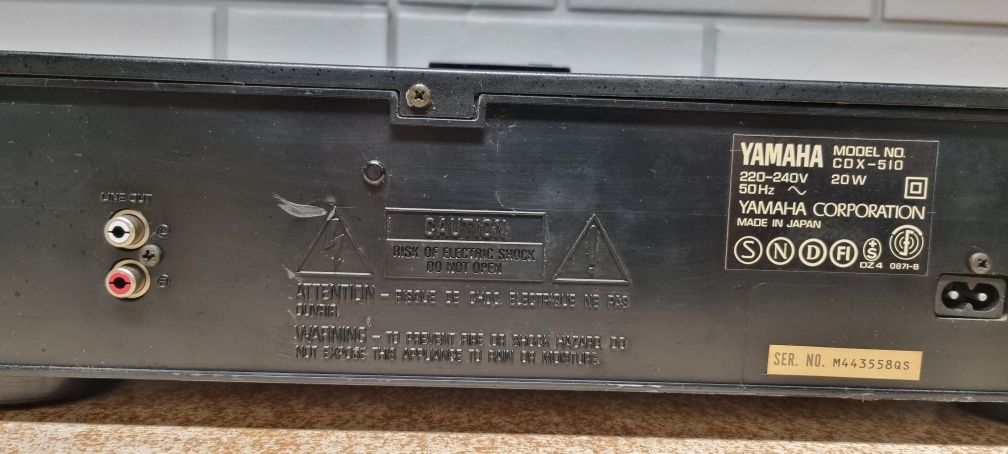 LINE OUT
L
R
CAUTION
RISK OF ELECTRIC SHOCK
DO NOT OPEN
ATTENTION - RISQUE DE CHOC ELECTRIQUE NE PAS
OUVRIR.
WARNING - TO PREVENT FIRE OR SHOCK HAZARD, DO
NOT EXPOSE THIS APPLIANCE TO RAIN OR MOISTURE.
YAMAHA MODEL NO.
CDX-510
220-240V 20W
50Hz ~
YAMAHA CORPORATION
MADE IN JAPAN
S N D FI +S
DZ4 0871-B
SER. NO. M443558QS